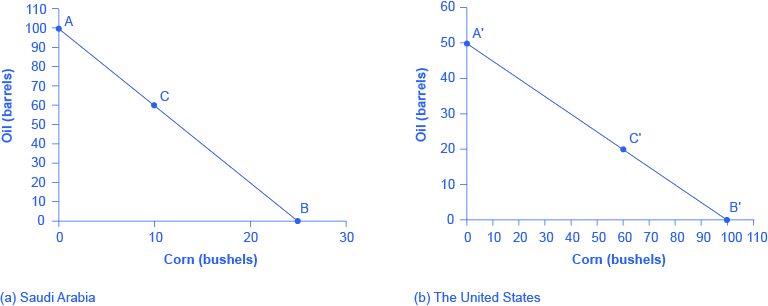 110
100
90
80
70
60
50
40
30
20
10
0
Oil (barrels)
A
C
B
0 10 20 30
Corn (bushels)
(a) Saudi Arabia
60
50
40
30
20
10
0
Oil (barrels)
A'
C'
B'
0 10 20 30 40 50 60 70 80 90 100 110
Corn (bushels)
(b) The United States